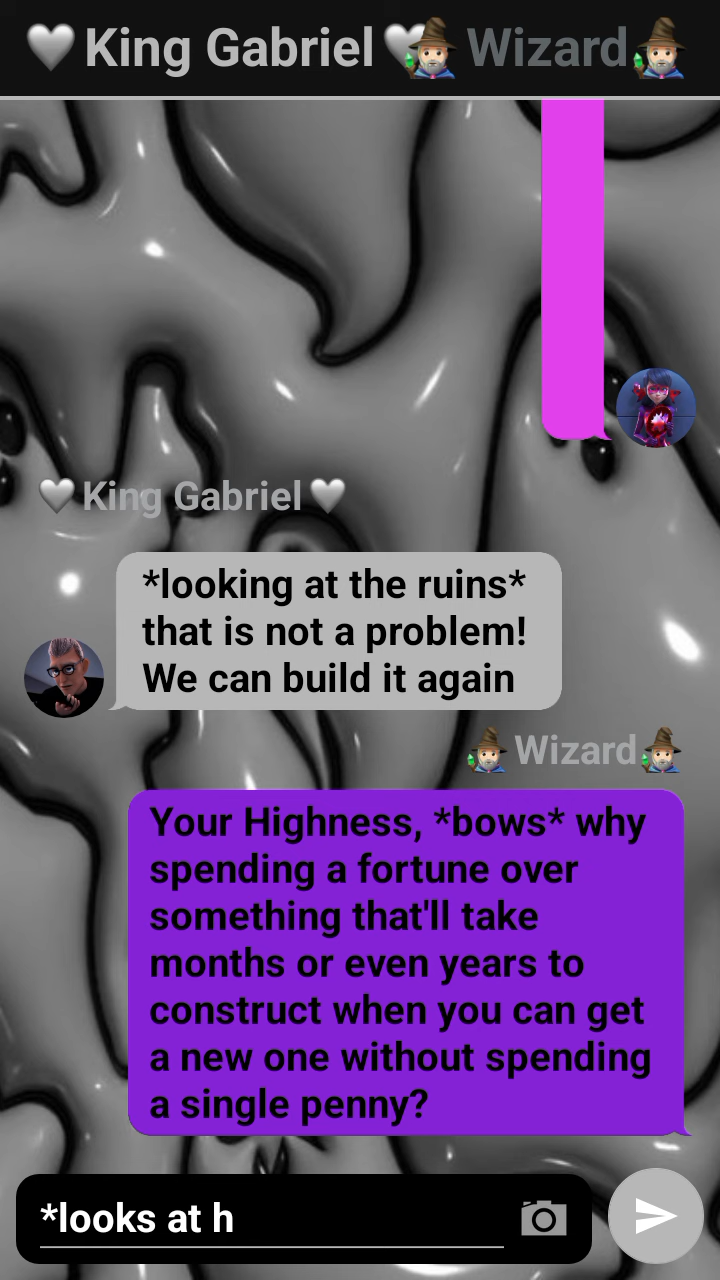 🤍King Gabriel🤍🧙🏼‍♂️Wizard🧙🏼‍♂️
🤍King Gabriel🤍
*looking at the ruins*
that is not a problem!
We can build it again
🧙🏼‍♂️Wizard🧙🏼‍♂️
Your Highness, *bows* why
spending a fortune over
something that'll take
months or even years to
construct when you can get
a new one without spending
a single penny?
*looks at h